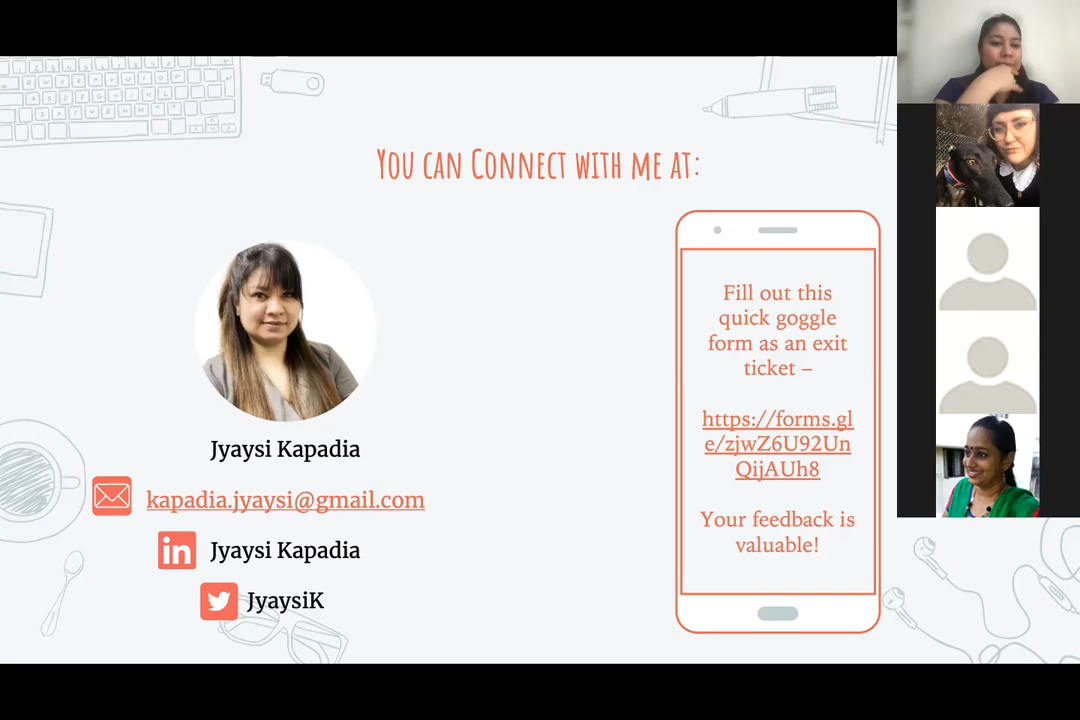 You can Connect with me at:
Jyaysi Kapadia
kapadia.jyaysi@gmail.com
in Jyaysi Kapadia
JyaysiK
Fill out this
quick goggle
form as an exit
ticket –
https://forms.gl
e/zjwZ6U92Un
QijAUh8
Your feedback is
valuable!